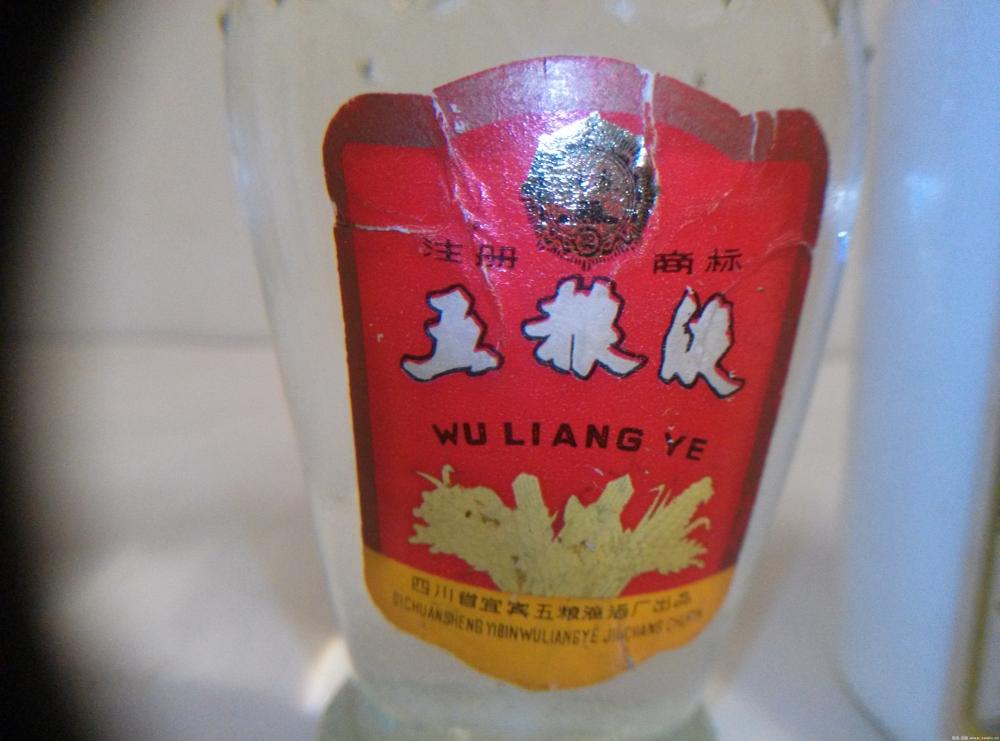 注册 商标
五粮液
WU LIANG YE
四川省宜宾五粮液酒厂出品
SICHUANSHENG YIBINWULIANGYE JIUCHANG CHUPIN